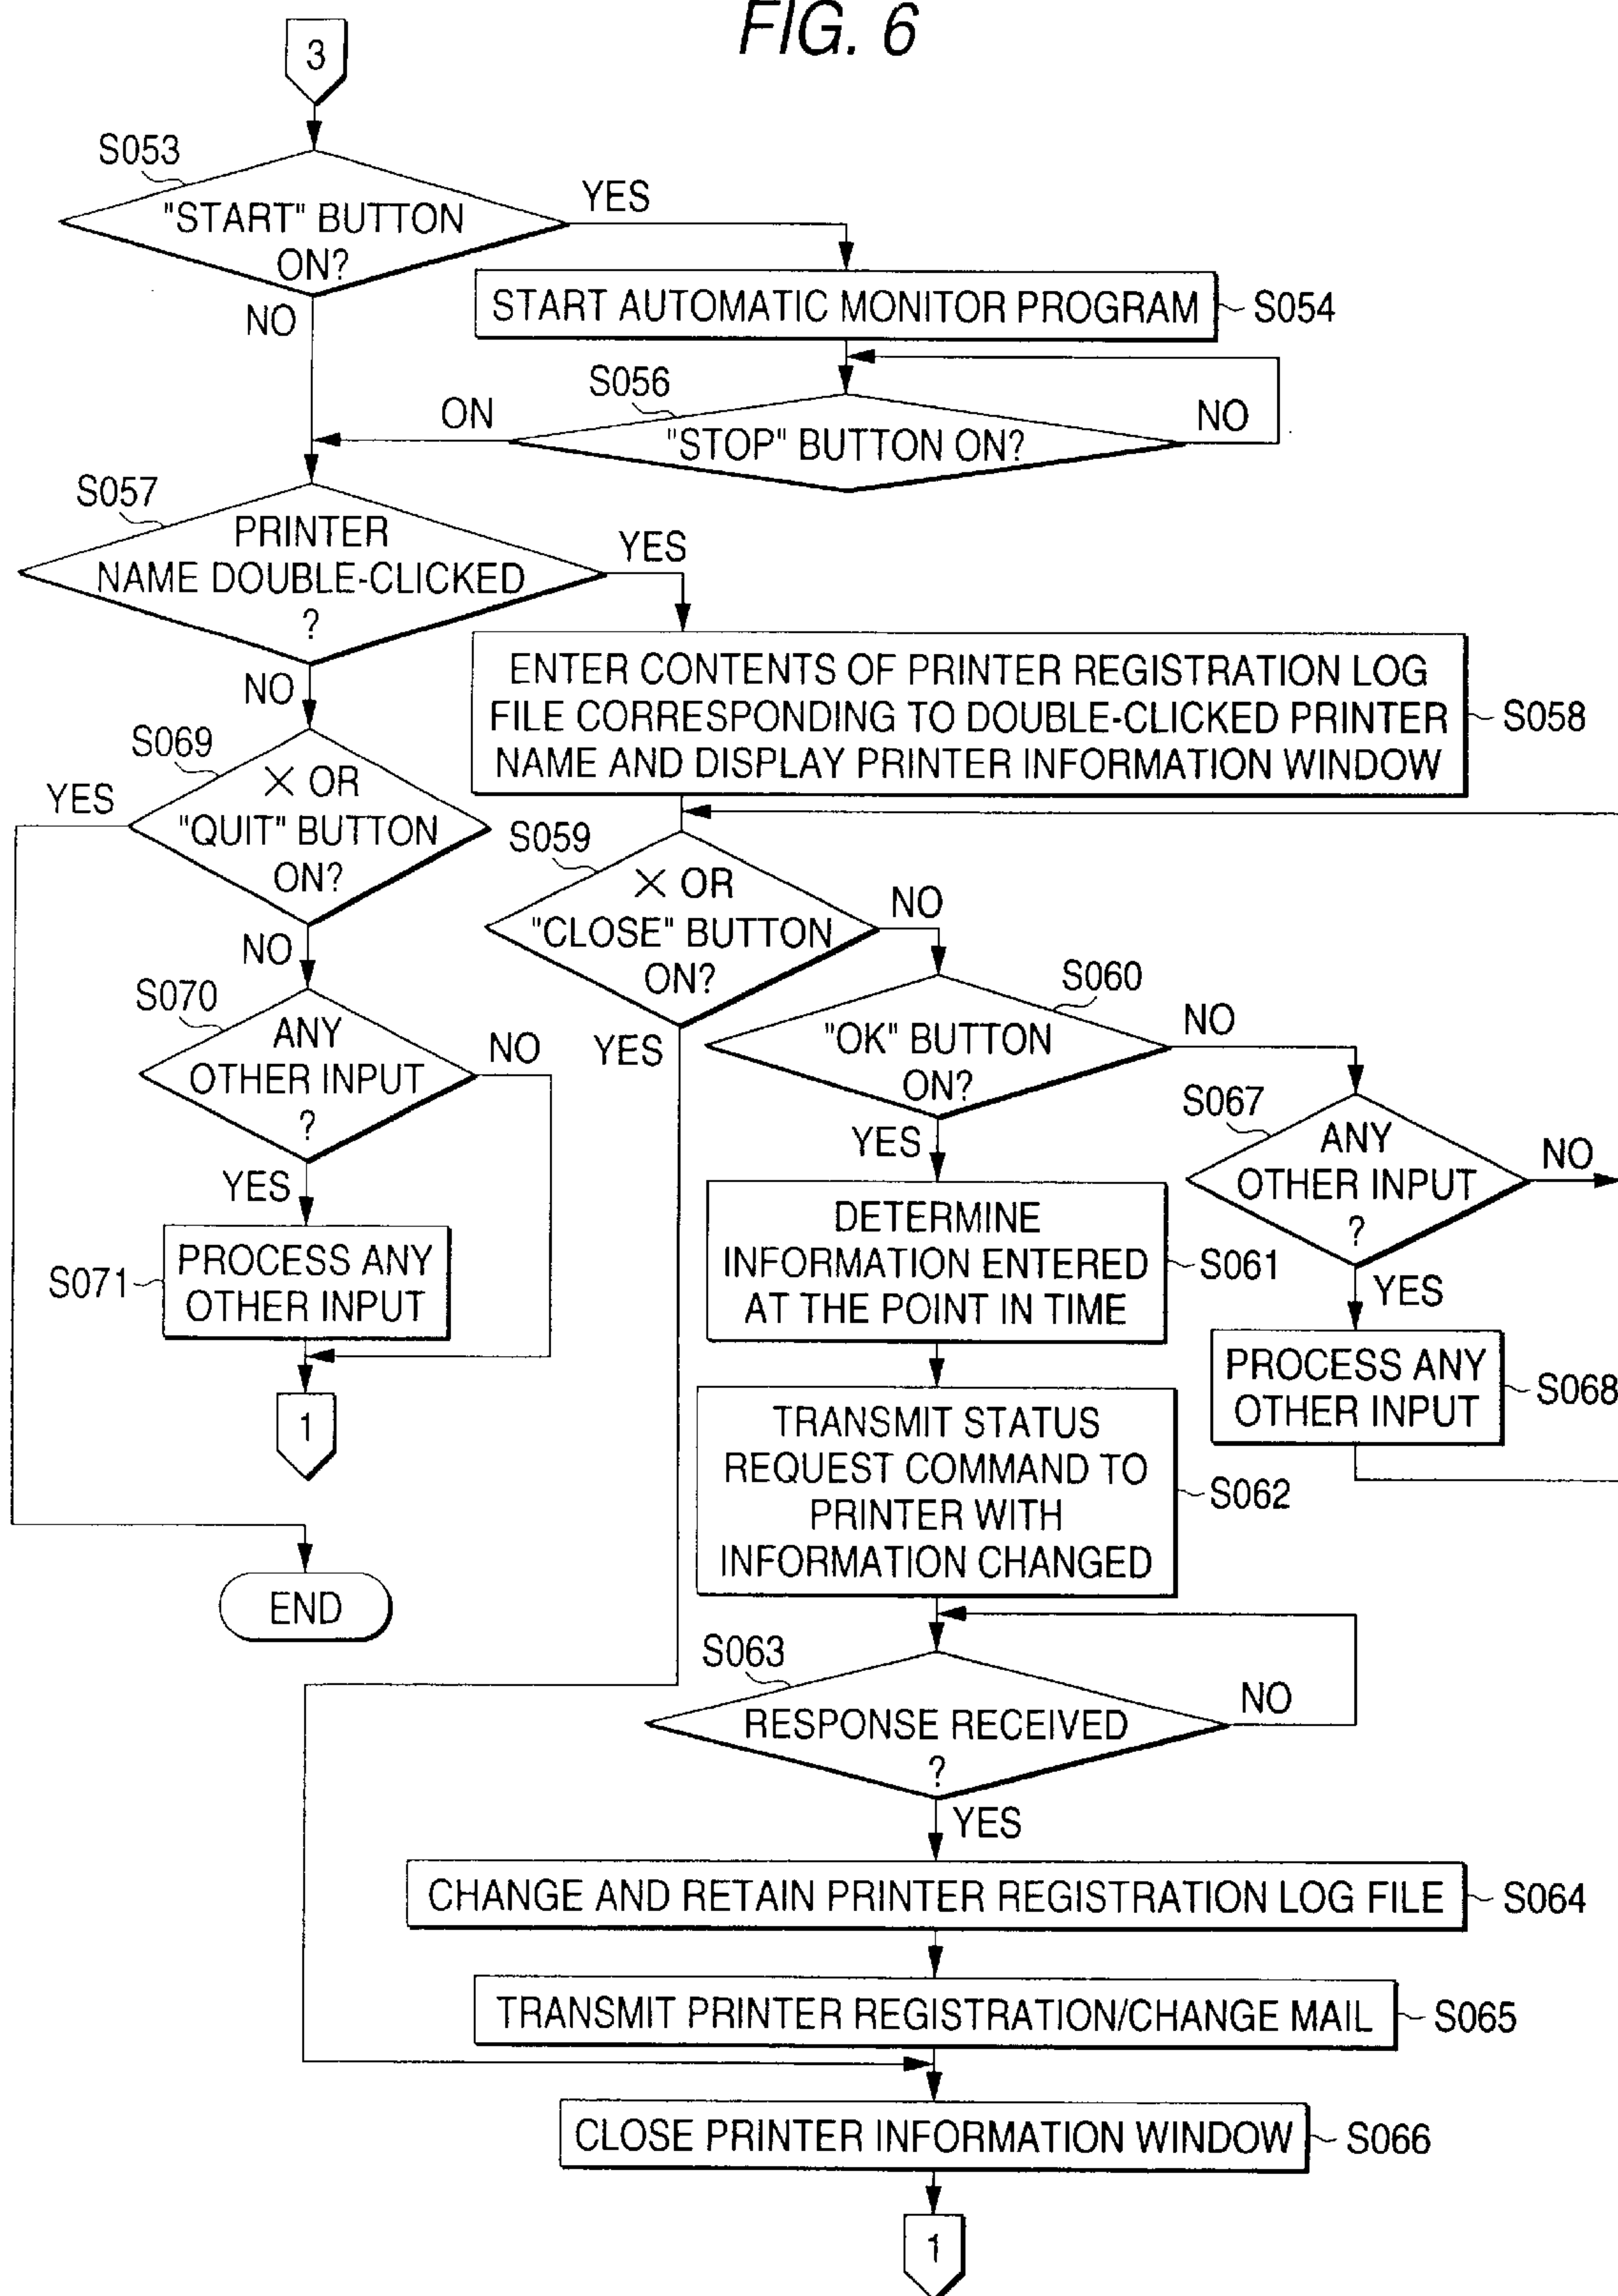 FIG. 6
3
S053
"START" BUTTON
ON?
YES
NO
START AUTOMATIC MONITOR PROGRAM
S054
S056
"STOP" BUTTON ON?
ON
NO
S057
PRINTER
NAME DOUBLE-CLICKED
?
YES
NO
ENTER CONTENTS OF PRINTER REGISTRATION LOG
FILE CORRESPONDING TO DOUBLE-CLICKED PRINTER
NAME AND DISPLAY PRINTER INFORMATION WINDOW
S058
S069
× OR
"QUIT" BUTTON
ON?
YES
NO
S059
× OR
"CLOSE" BUTTON
ON?
NO
YES
S070
ANY
OTHER INPUT
?
NO
YES
S071
PROCESS ANY
OTHER INPUT
1
END
S060
"OK" BUTTON
ON?
NO
YES
S067
ANY
OTHER INPUT
?
NO
YES
PROCESS ANY
OTHER INPUT
S068
DETERMINE
INFORMATION ENTERED
AT THE POINT IN TIME
S061
TRANSMIT STATUS
REQUEST COMMAND TO
PRINTER WITH
INFORMATION CHANGED
S062
S063
RESPONSE RECEIVED
?
NO
YES
CHANGE AND RETAIN PRINTER REGISTRATION LOG FILE
S064
TRANSMIT PRINTER REGISTRATION/CHANGE MAIL
S065
CLOSE PRINTER INFORMATION WINDOW
S066
1